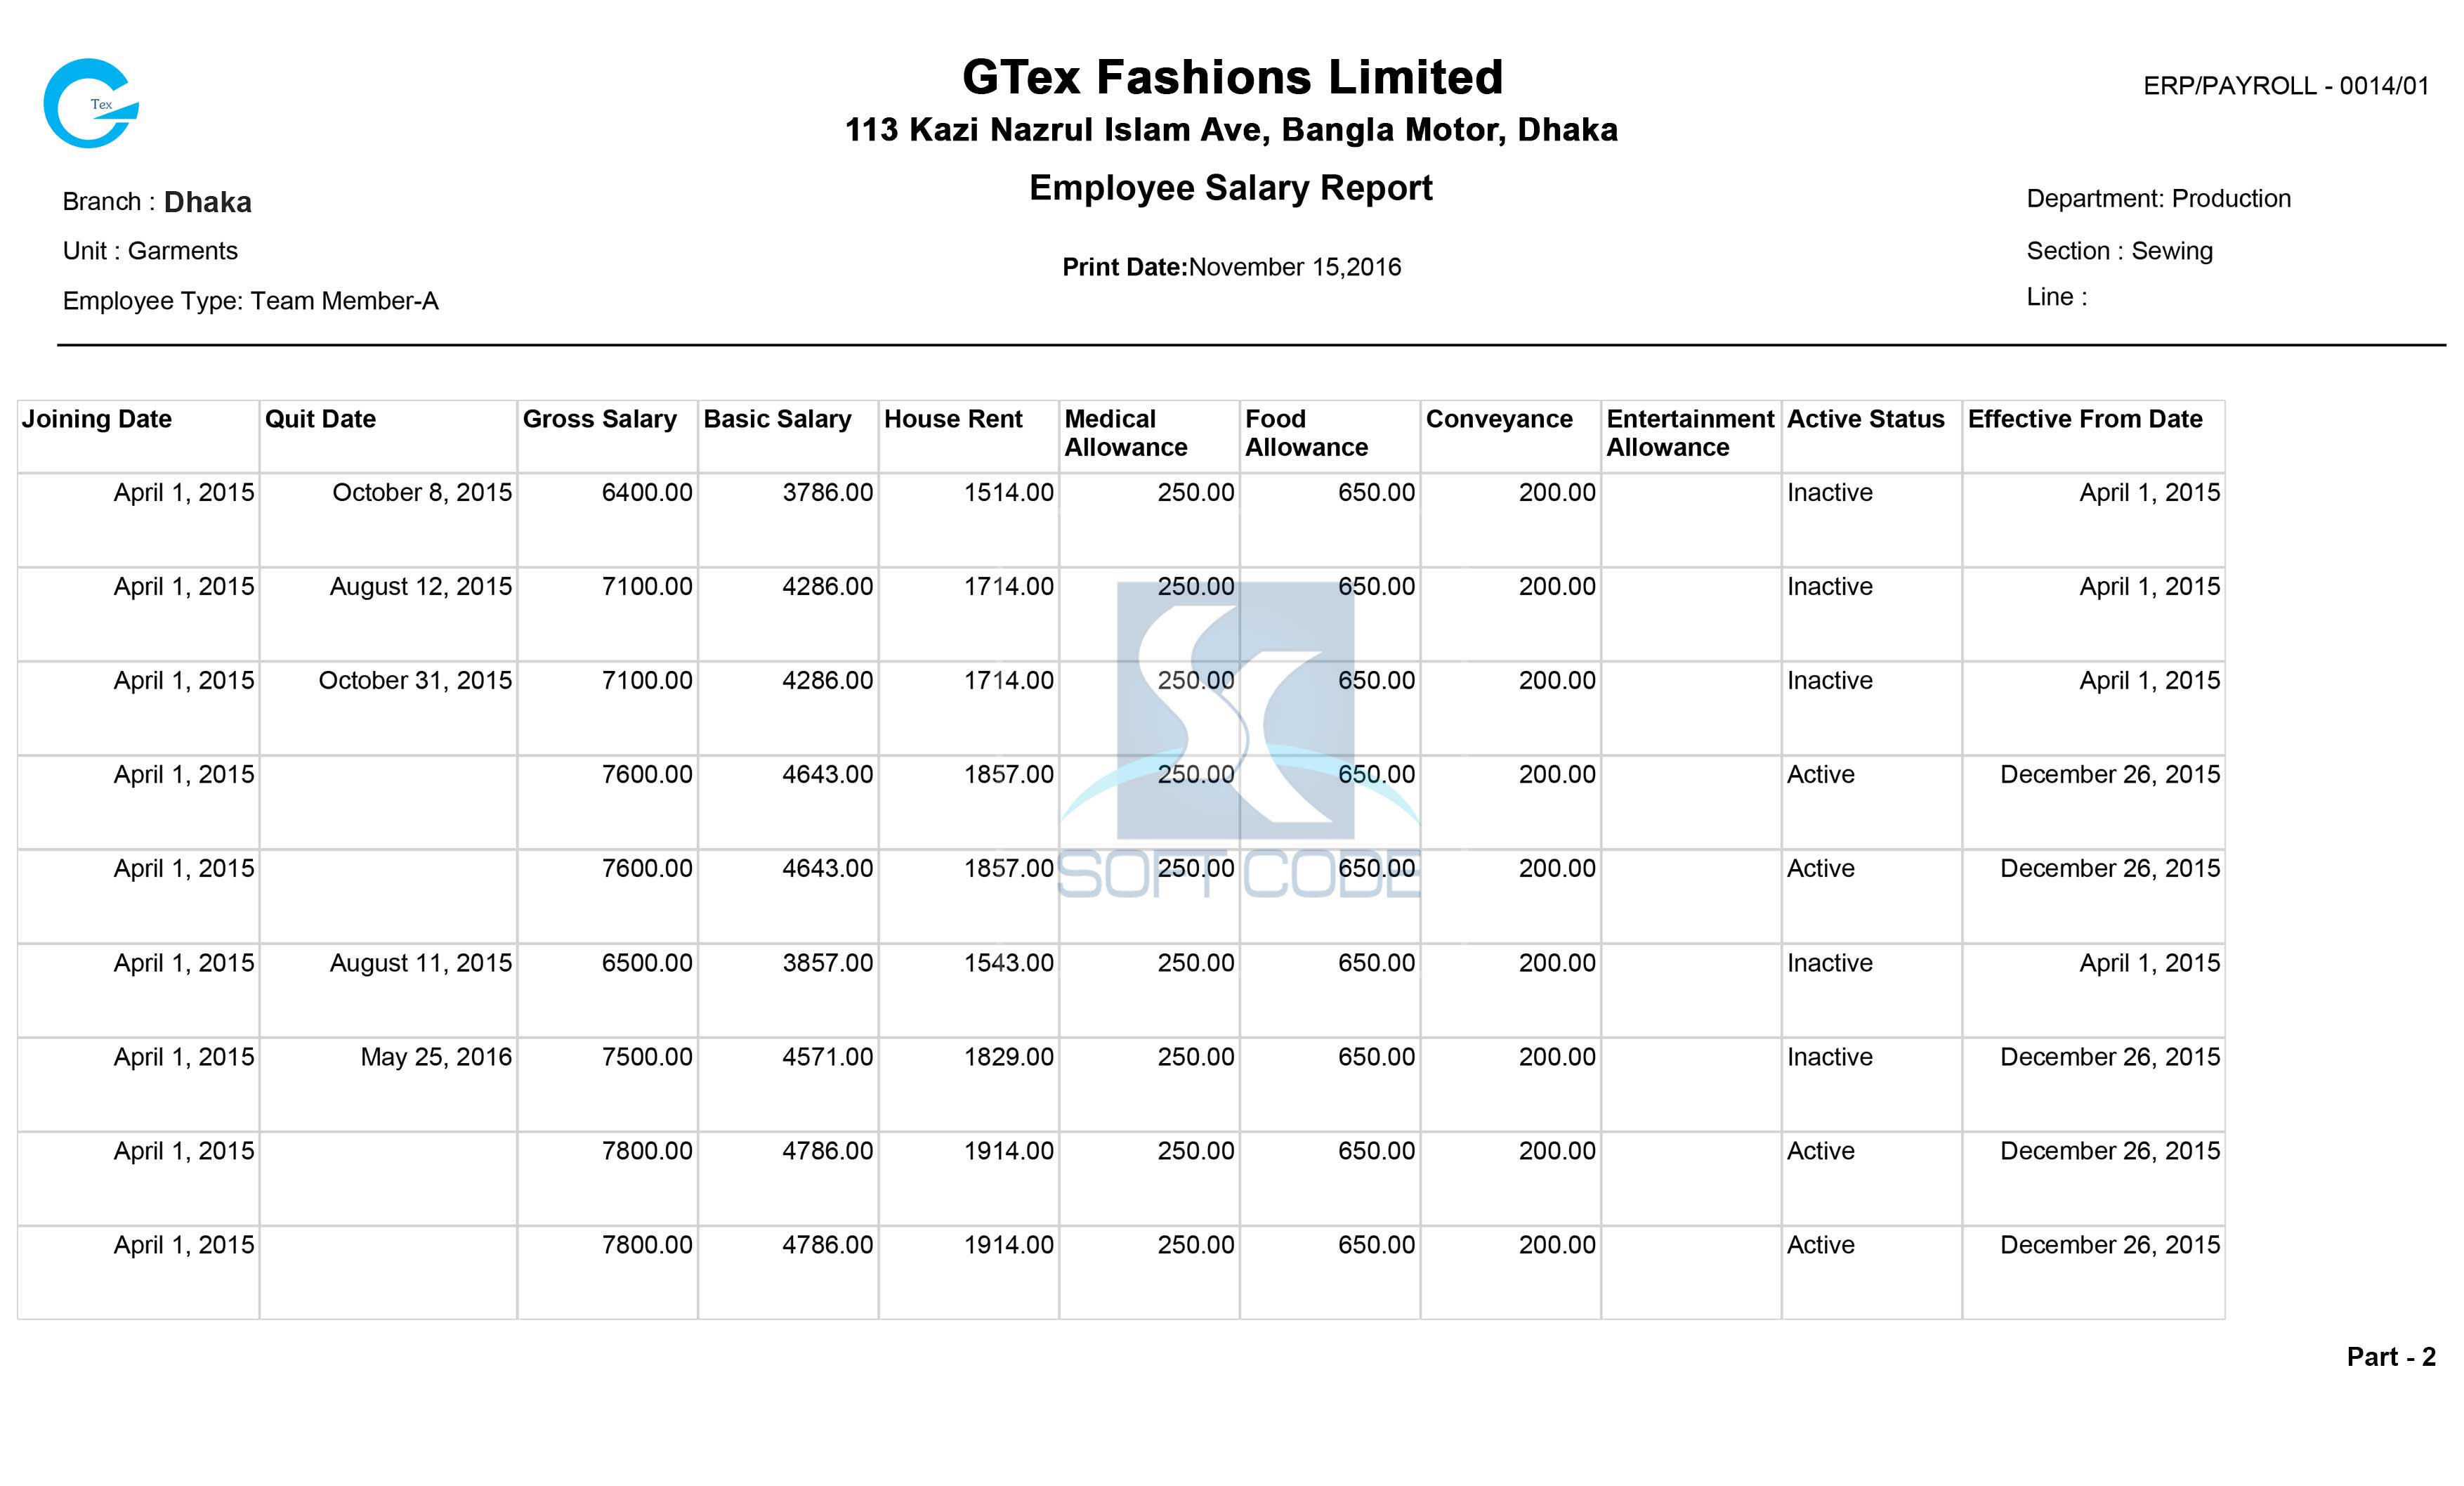 Tex
GTex Fashions Limited
ERP/PAYROLL - 0014/01
113 Kazi Nazrul Islam Ave, Bangla Motor, Dhaka
Employee Salary Report
Branch : Dhaka
Department: Production
Unit : Garments
Section : Sewing
Print Date:November 15,2016
Employee Type: Team Member-A
Line :
Joining Date Quit Date Gross Salary Basic Salary House Rent Medical Allowance Food Allowance Conveyance Entertainment Allowance Active Status Effective From Date
April 1, 2015 October 8, 2015 6400.00 3786.00 1514.00 250.00 650.00 200.00 Inactive April 1, 2015
April 1, 2015 August 12, 2015 7100.00 4286.00 1714.00 250.00 650.00 200.00 Inactive April 1, 2015
April 1, 2015 October 31, 2015 7100.00 4286.00 1714.00 250.00 650.00 200.00 Inactive April 1, 2015
April 1, 2015 7600.00 4643.00 1857.00 250.00 650.00 200.00 Active December 26, 2015
April 1, 2015 7600.00 4643.00 1857.00 250.00 650.00 200.00 Active December 26, 2015
SOFT CODE
April 1, 2015 August 11, 2015 6500.00 3857.00 1543.00 250.00 650.00 200.00 Inactive April 1, 2015
April 1, 2015 May 25, 2016 7500.00 4571.00 1829.00 250.00 650.00 200.00 Inactive December 26, 2015
April 1, 2015 7800.00 4786.00 1914.00 250.00 650.00 200.00 Active December 26, 2015
April 1, 2015 7800.00 4786.00 1914.00 250.00 650.00 200.00 Active December 26, 2015
Part - 2